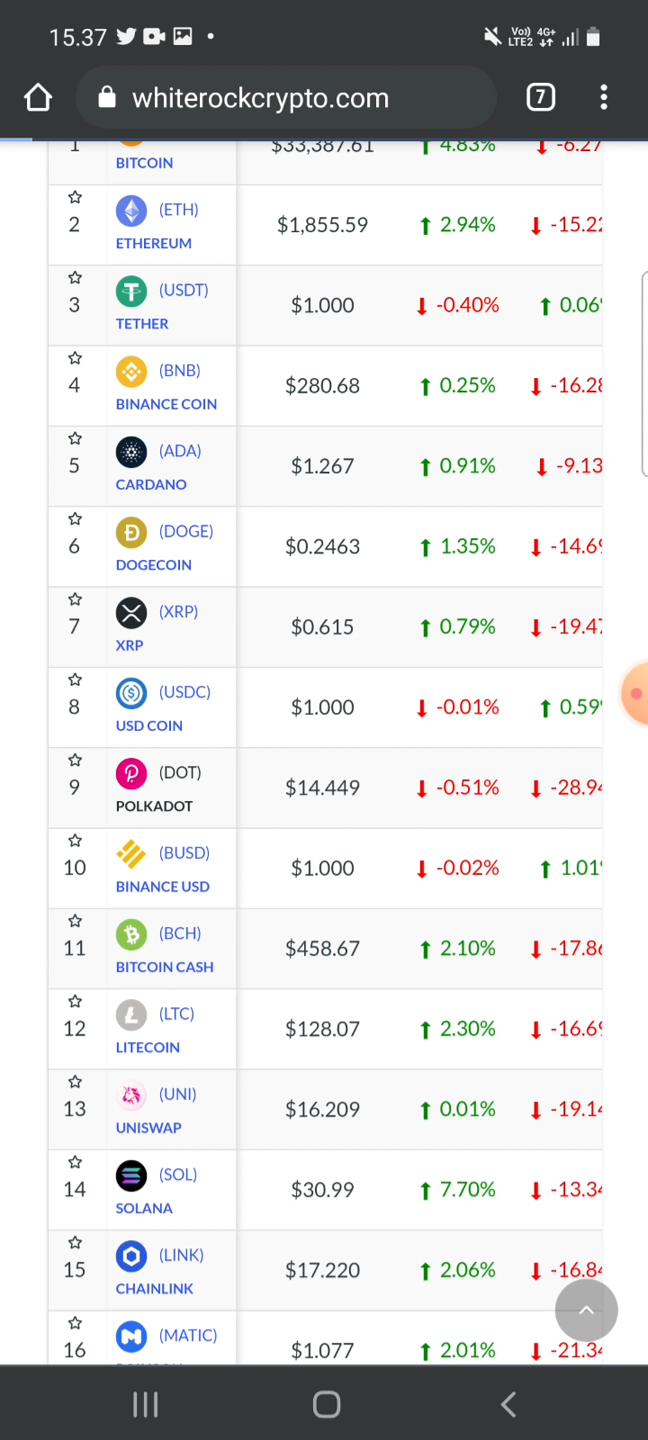 15.37
Vo)) 4G+
LTE2
whiterockcrypto.com
7
1 $33,387.61 4.83% -6.27
BITCOIN
(ETH)
2 $1,855.59 2.94% -15.22
ETHEREUM
(USDT)
3 $1.000 -0.40% 0.06
TETHER
(BNB)
4 $280.68 0.25% -16.28
BINANCE COIN
(ADA)
5 $1.267 0.91% -9.13
CARDANO
(DOGE)
6 $0.2463 1.35% -14.69
DOGECOIN
(XRP)
7 $0.615 0.79% -19.47
XRP
(USDC)
8 $1.000 -0.01% 0.59
USD COIN
(DOT)
9 $14.449 -0.51% -28.94
POLKADOT
(BUSD)
10 $1.000 -0.02% 1.01
BINANCE USD
(BCH)
11 $458.67 2.10% -17.86
BITCOIN CASH
(LTC)
12 $128.07 2.30% -16.69
LITECOIN
(UNI)
13 $16.209 0.01% -19.14
UNISWAP
(SOL)
14 $30.99 7.70% -13.34
SOLANA
(LINK)
15 $17.220 2.06% -16.84
CHAINLINK
(MATIC)
16 $1.077 2.01% -21.34